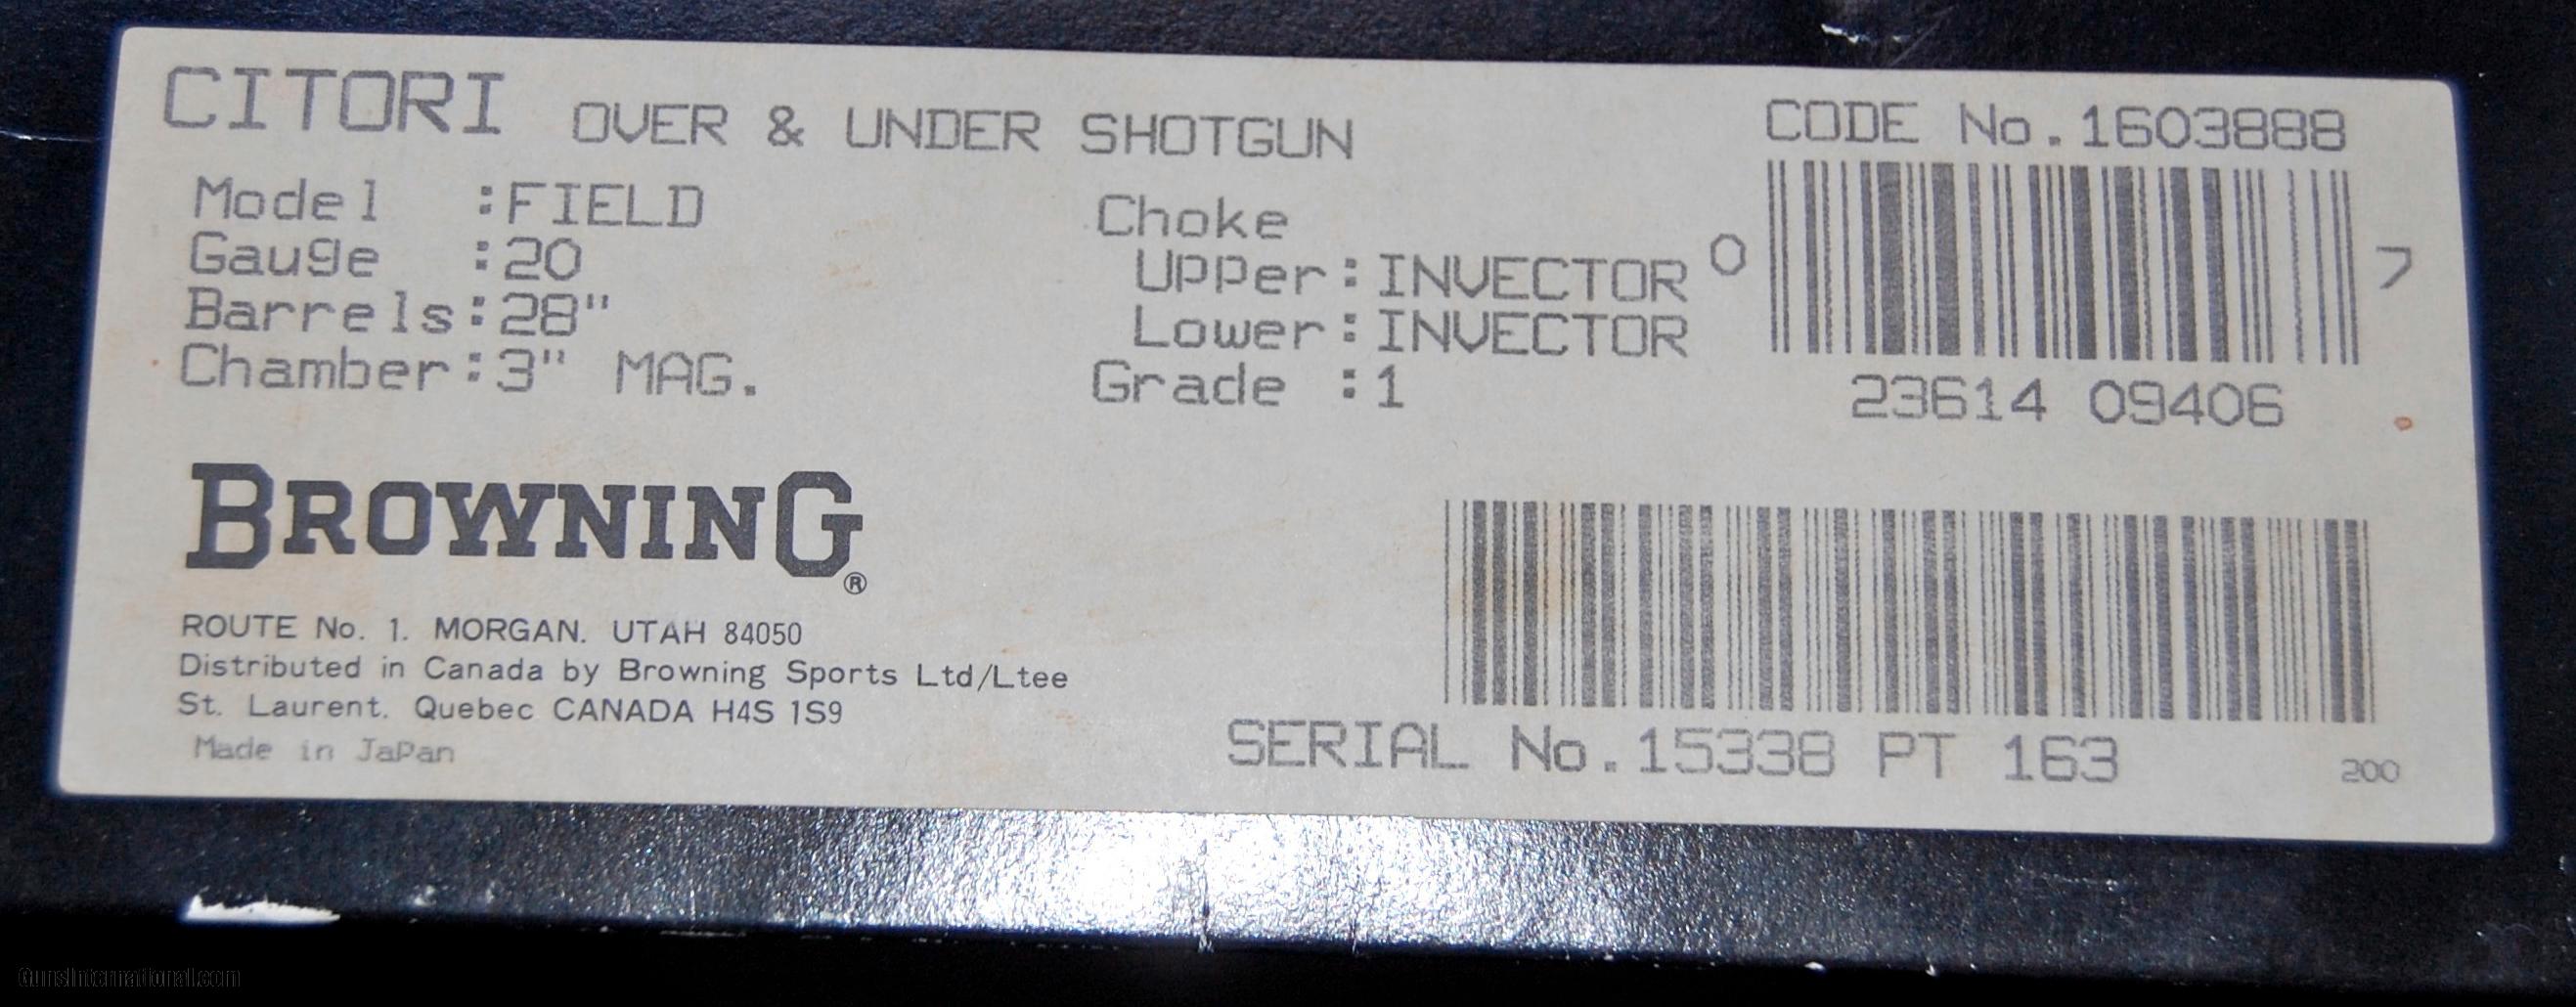 CITORI OVER & UNDER SHOTGUN
CODE No.1603888
Model :FIELD
Gauge :20
Barrels:28"
Chamber:3" MAG.
Choke
Upper:INVECTOR
Lower:INVECTOR
Grade :1
0 7
23614 09406
BROWNING®
ROUTE No. 1. MORGAN. UTAH 84050
Distributed in Canada by Browning Sports Ltd/Ltee
St. Laurent. Quebec CANADA H4S 1S9
Made in Japan
SERIAL No.15338 PT 163
200
GunsInternational.com